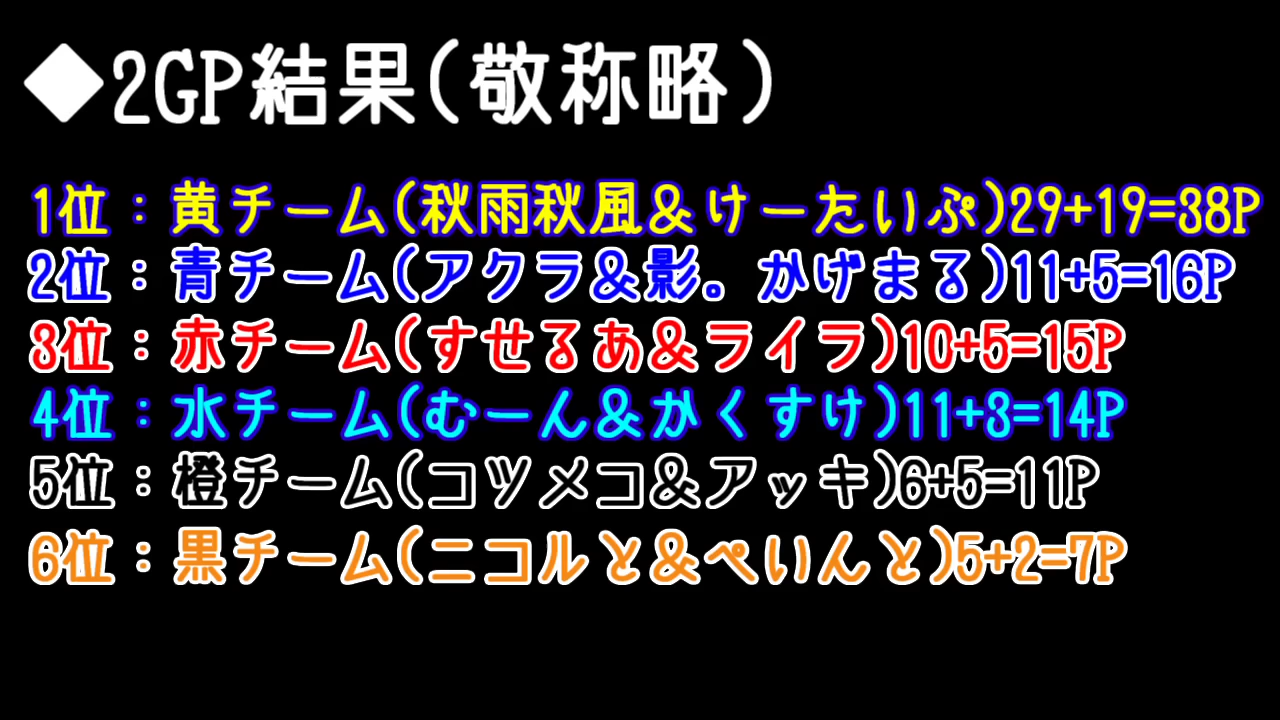 ◆2GP結果(敬称略)
1位：黄チーム(秋雨秋風&けーたいぷ)29+19=38P
2位：青チーム(アクラ&影。かげまる)11+5=16P
3位：赤チーム(すせるあ&ライラ)10+5=15P
4位：水チーム(むーん&かくすけ)11+3=14P
5位：橙チーム(コツメコ&アッキ)6+5=11P
6位：黒チーム(ニコルと&ぺいんと)5+2=7P